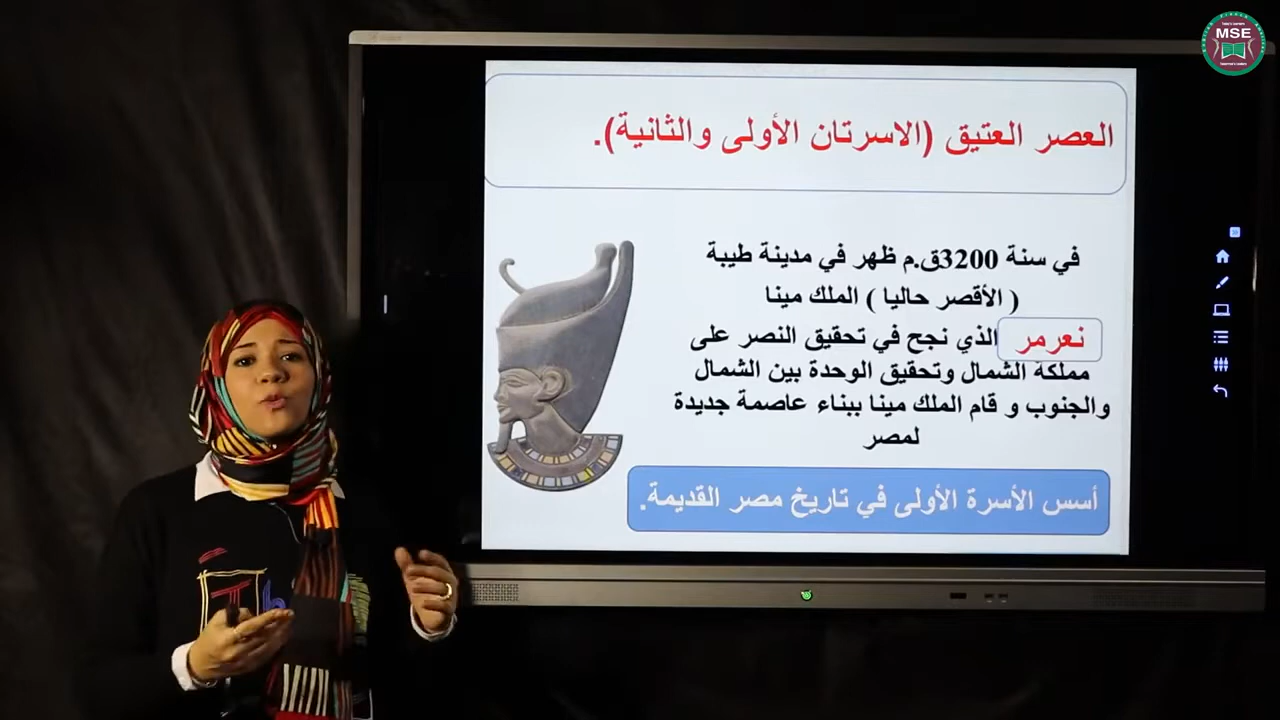 MSE
العصر العتيق (الاسرتان الأولى والثانية).
في سنة 3200ق.م ظهر في مدينة طيبة
( الأقصر حاليا ) الملك مينا
نعرمر الذي نجح في تحقيق النصر على
مملكة الشمال وتحقيق الوحدة بين الشمال
والجنوب و قام الملك مينا ببناء عاصمة جديدة
لمصر
أسس الأسرة الأولى في تاريخ مصر القديمة.